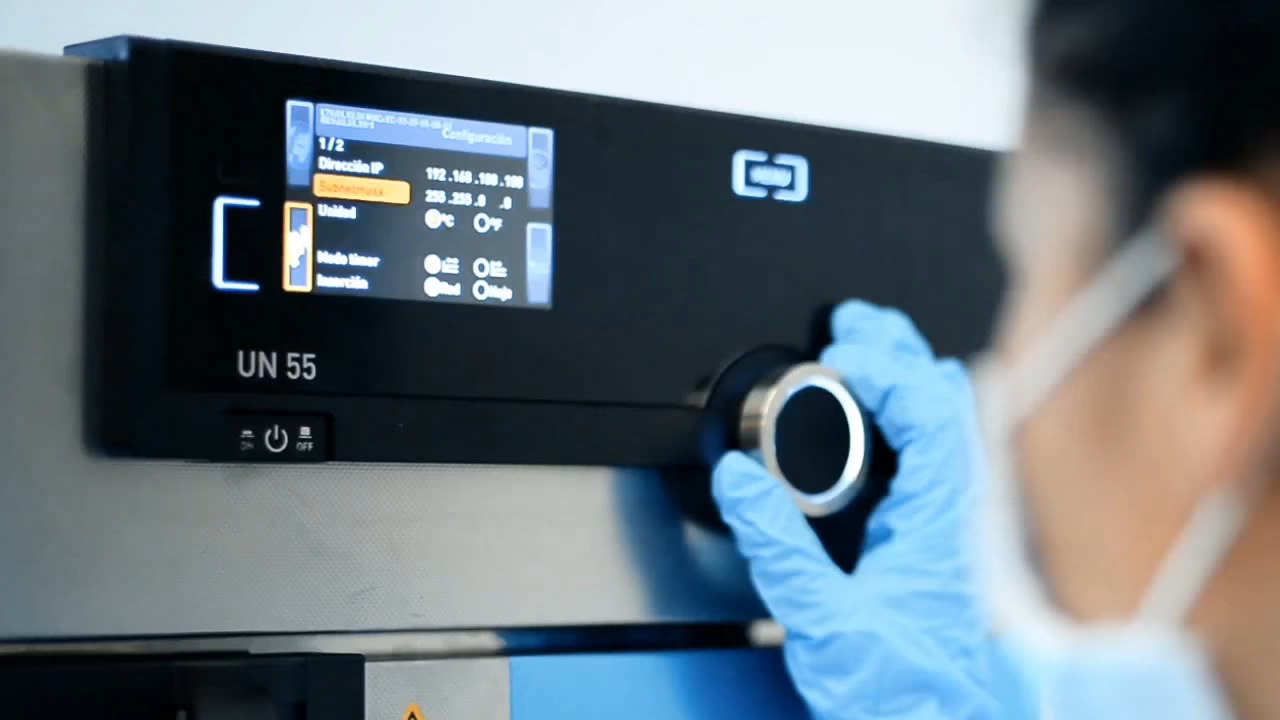 Configuración
1/2
Dirección IP 192.168.100.100
Subnetmask 255.255.0.0
Unidad °C °F
Modo timer
Inserción Red
UN 55
ON OFF